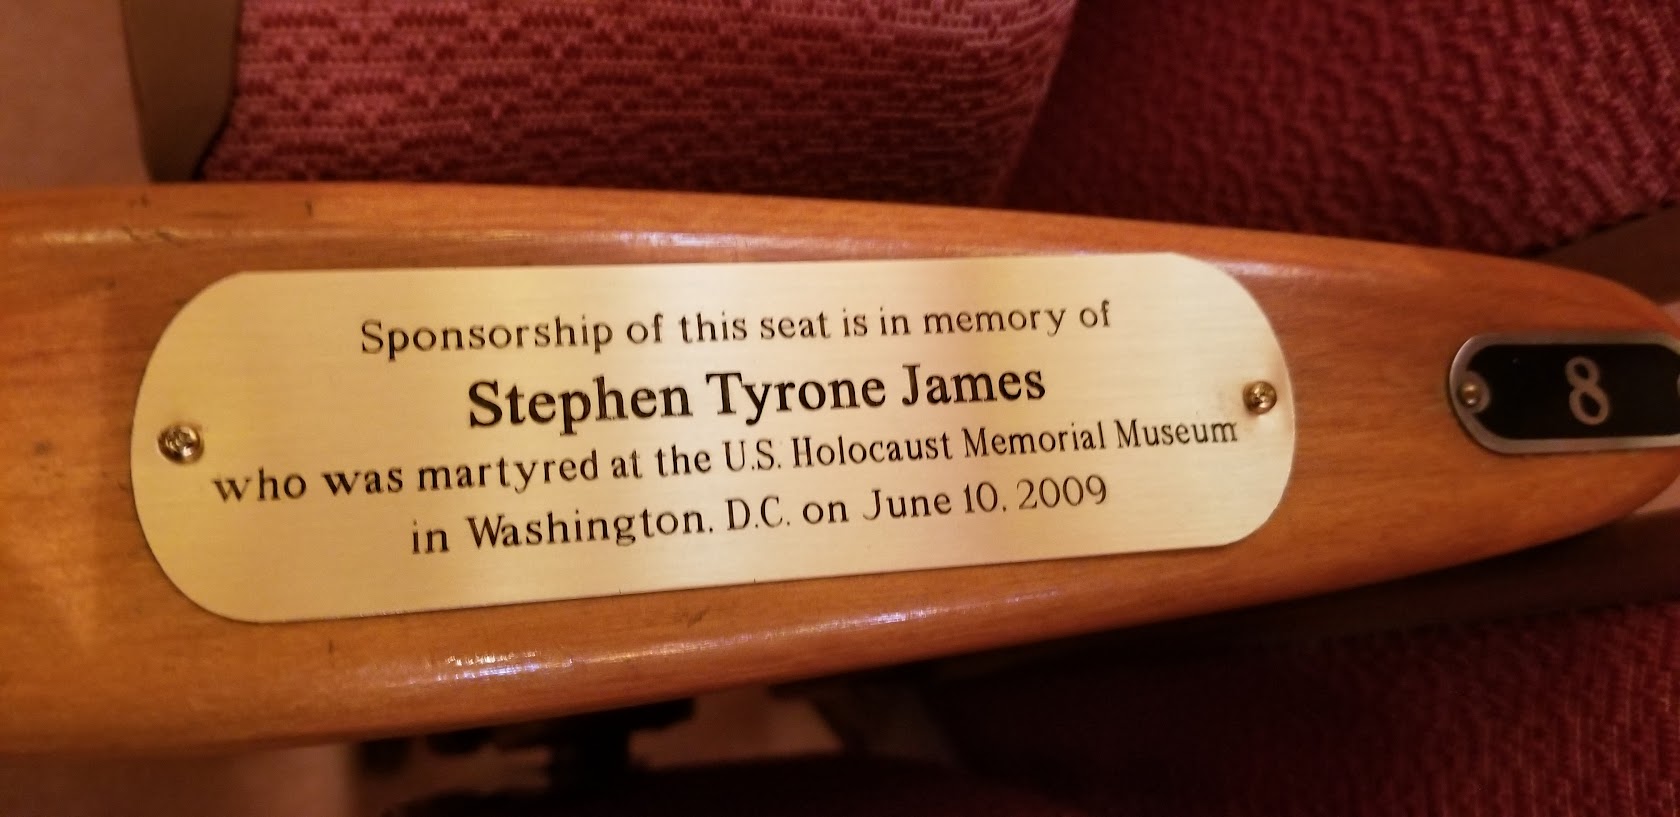 Sponsorship of this seat is in memory of
Stephen Tyrone James
who was martyred at the U.S. Holocaust Memorial Museum
in Washington. D.C. on June 10. 2009
8